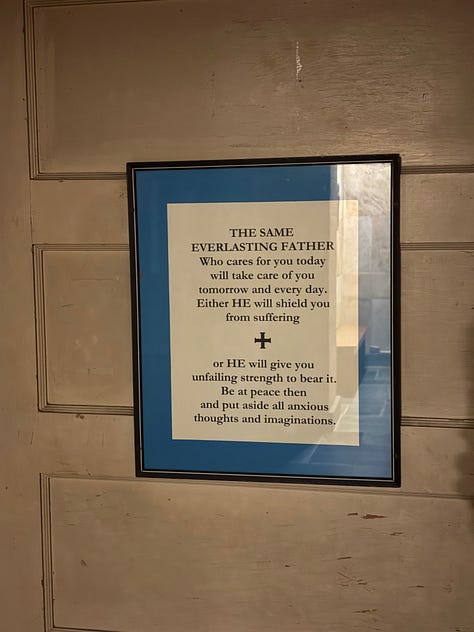 THE SAME
EVERLASTING FATHER
Who cares for you today
will take care of you
tomorrow and every day.
Either HE will shield you
from suffering
or HE will give you
unfailing strength to bear it.
Be at peace then
and put aside all anxious
thoughts and imaginations.